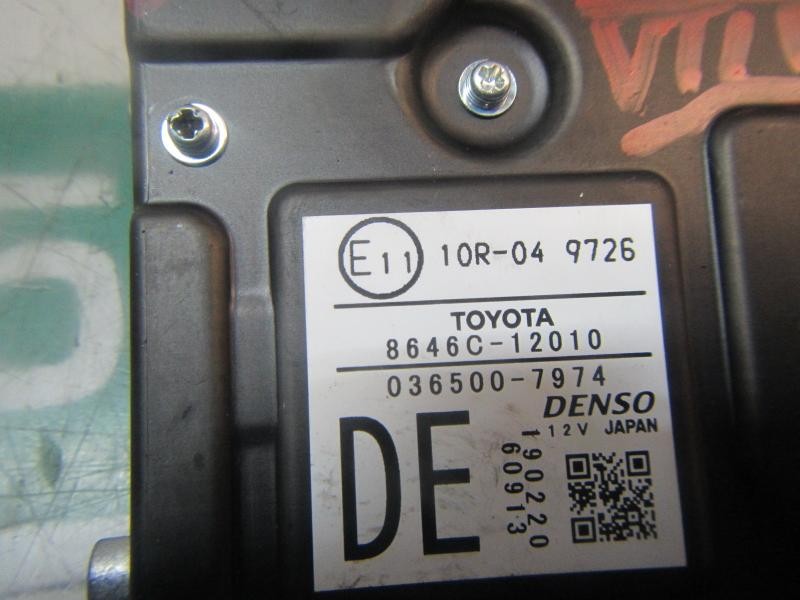 E11 10R-04 9726
TOYOTA
8646C-12010
036500-7974
DENSO
12V JAPAN
DE
190220
60913